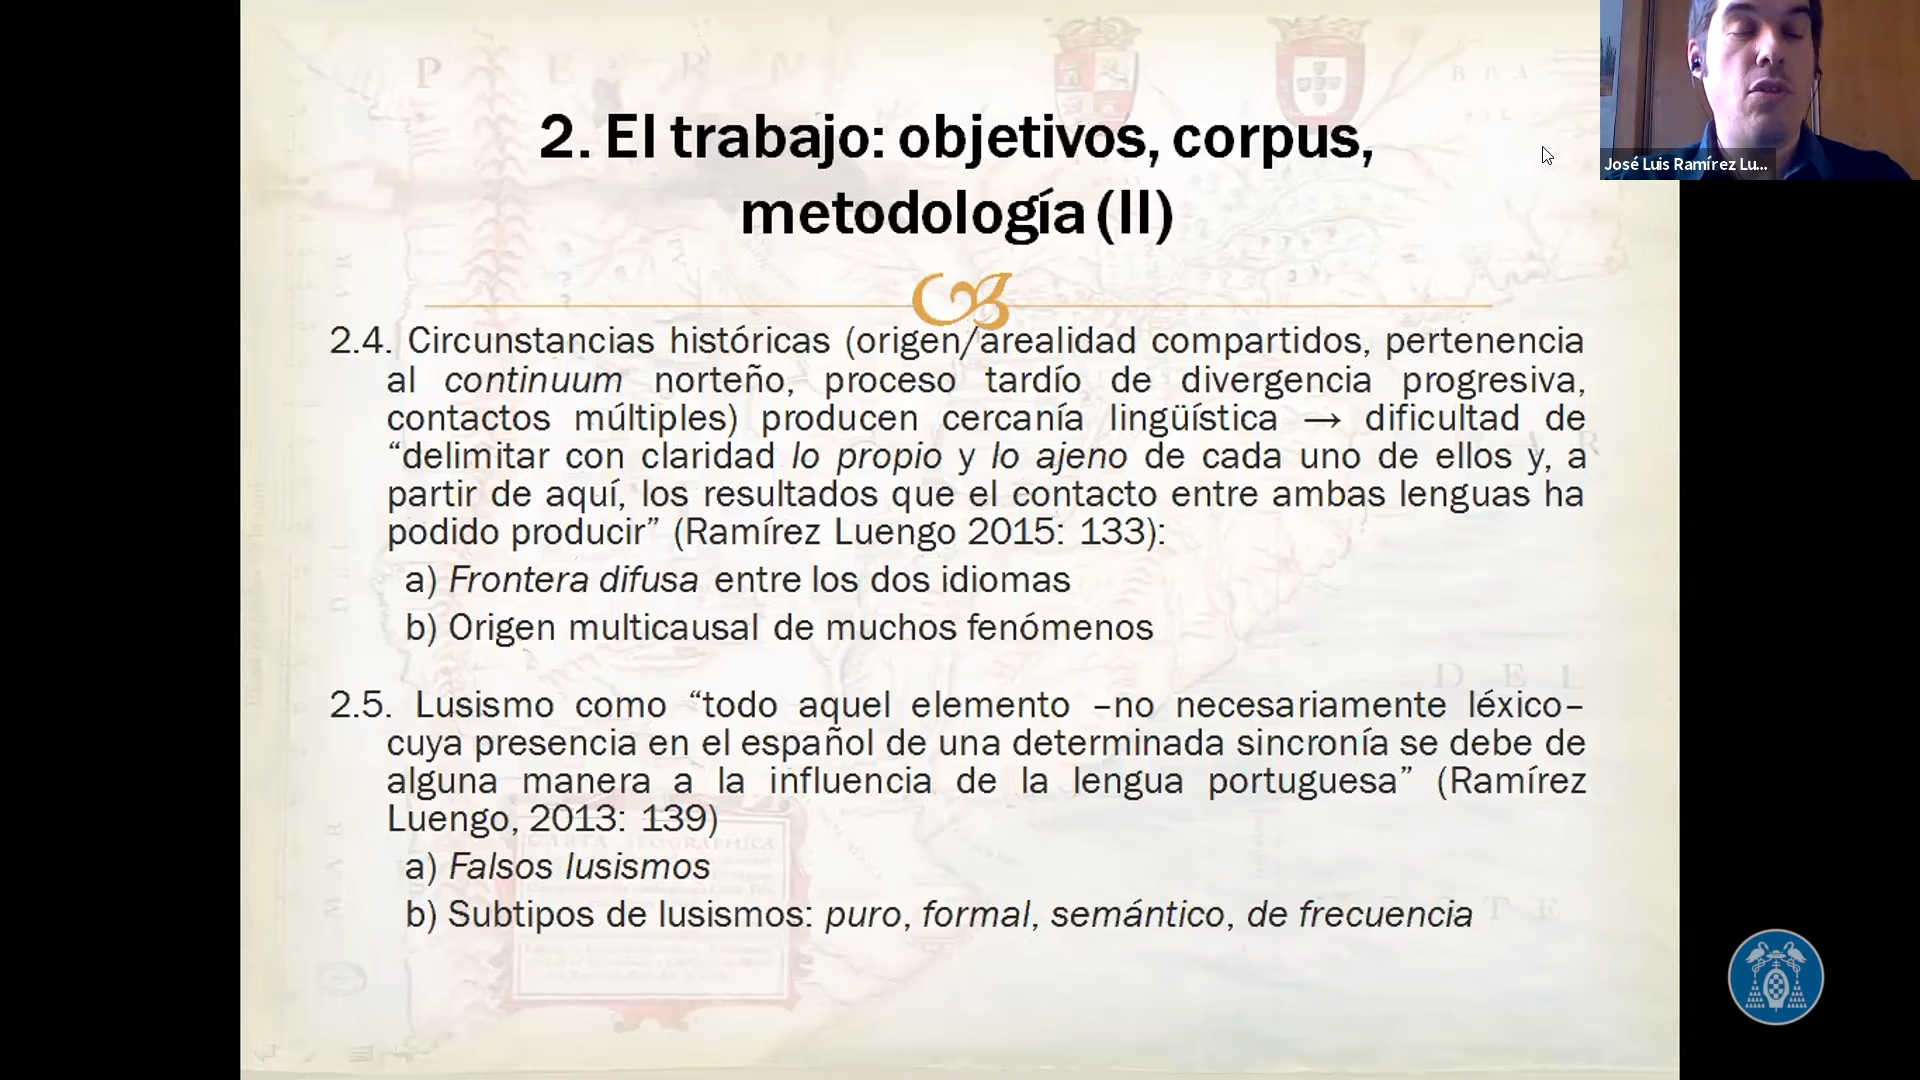 P E R V
B R A
S I L
2. El trabajo: objetivos, corpus,
metodología (II)
José Luis Ramírez Lu...
2.4. Circunstancias históricas (origen/arealidad compartidos, pertenencia
al continuum norteño, proceso tardío de divergencia progresiva,
contactos múltiples) producen cercanía lingüística → dificultad de
“delimitar con claridad lo propio y lo ajeno de cada uno de ellos y, a
partir de aquí, los resultados que el contacto entre ambas lenguas ha
podido producir” (Ramírez Luengo 2015: 133):
a) Frontera difusa entre los dos idiomas
b) Origen multicausal de muchos fenómenos
D E L
2.5. Lusismo como “todo aquel elemento –no necesariamente léxico–
cuya presencia en el español de una determinada sincronía se debe de
alguna manera a la influencia de la lengua portuguesa” (Ramírez
Luengo, 2013: 139)
a) Falsos lusismos
b) Subtipos de lusismos: puro, formal, semántico, de frecuencia
MAR